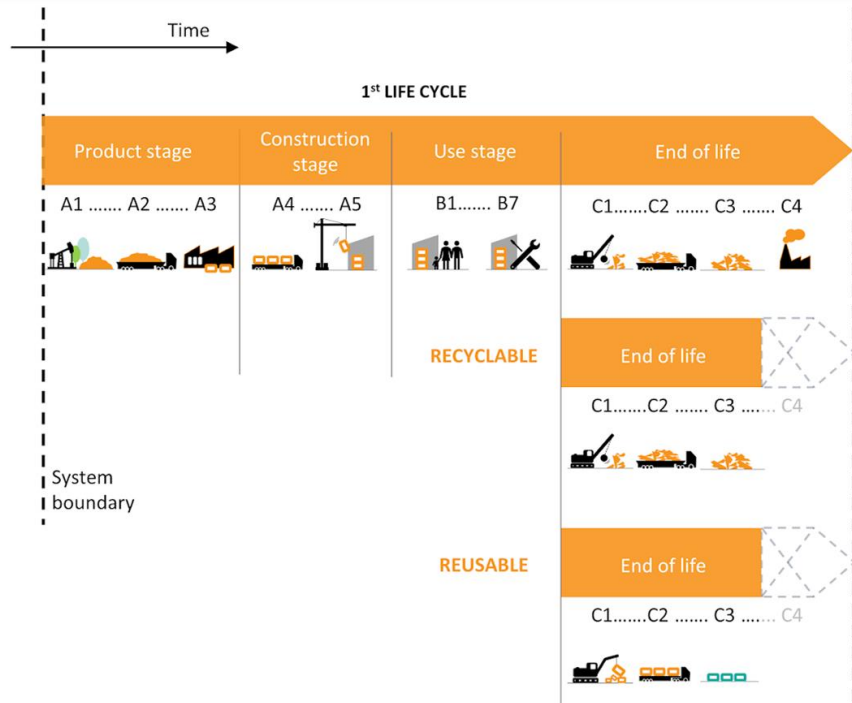 Time
1st LIFE CYCLE
Product stage
Construction
stage
Use stage
End of life
A1 ....... A2 ....... A3
A4 ....... A5
B1....... B7
C1.......C2 ....... C3 ....... C4
RECYCLABLE
End of life
C1.......C2 ....... C3 ....... C4
System
boundary
REUSABLE
End of life
C1.......C2 ....... C3 ....... C4